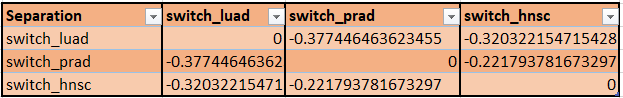 Separation switch_luad switch_prad switch_hnsc
switch_luad 0 -0.377446463623455 -0.320322154715428
switch_prad -0.37744646362 0 -0.221793781673297
switch_hnsc -0.32032215471 -0.221793781673297 0